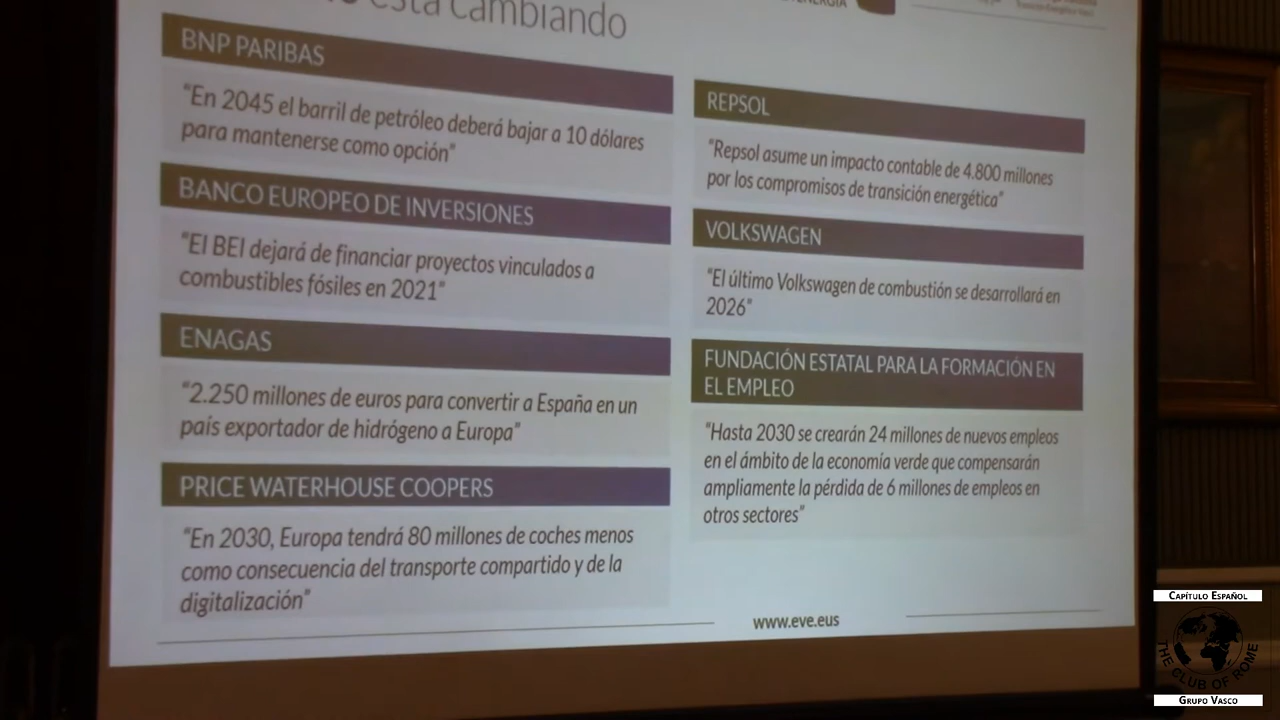 está cambiando
BNP PARIBAS
"En 2045 el barril de petróleo deberá bajar a 10 dólares
para mantenerse como opción"
BANCO EUROPEO DE INVERSIONES
"El BEI dejará de financiar proyectos vinculados a
combustibles fósiles en 2021"
ENAGAS
"2.250 millones de euros para convertir a España en un
país exportador de hidrógeno a Europa"
PRICE WATERHOUSE COOPERS
"En 2030, Europa tendrá 80 millones de coches menos
como consecuencia del transporte compartido y de la
digitalización"
REPSOL
"Repsol asume un impacto contable de 4.800 millones
por los compromisos de transición energética"
VOLKSWAGEN
"El último Volkswagen de combustión se desarrollará en
2026"
FUNDACIÓN ESTATAL PARA LA FORMACIÓN EN
EL EMPLEO
"Hasta 2030 se crearán 24 millones de nuevos empleos
en el ámbito de la economía verde que compensarán
ampliamente la pérdida de 6 millones de empleos en
otros sectores"
www.eve.eus
Capítulo Español
THE CLUB OF ROME
Grupo Vasco